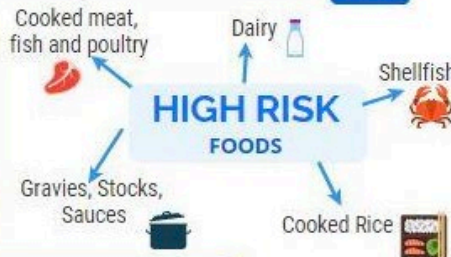 Cooked meat,
fish and poultry
Dairy
Shellfish
HIGH RISK
FOODS
Gravies, Stocks,
Sauces
Cooked Rice